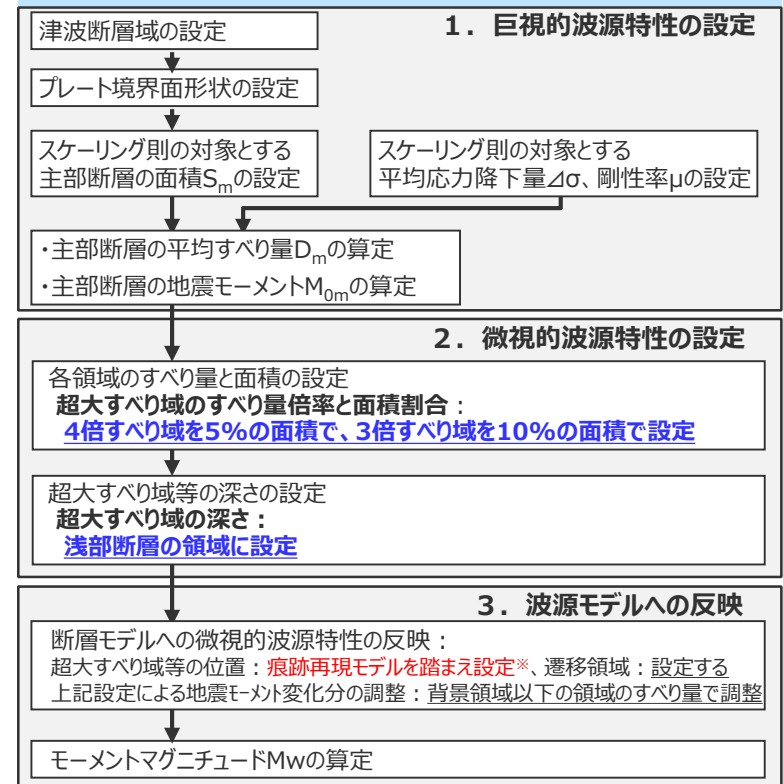 1．巨視的波源特性の設定
津波断層域の設定
プレート境界面形状の設定
スケーリング則の対象とする
主部断層の面積Smの設定
スケーリング則の対象とする
平均応力降下量⊿σ、剛性率μの設定
・主部断層の平均すべり量Dmの算定
・主部断層の地震モーメントM0mの算定
2．微視的波源特性の設定
各領域のすべり量と面積の設定
超大すべり域のすべり量倍率と面積割合：
4倍すべり域を5%の面積で、3倍すべり域を10%の面積で設定
超大すべり域等の深さの設定
超大すべり域の深さ：
浅部断層の領域に設定
3．波源モデルへの反映
断層モデルへの微視的波源特性の反映：
超大すべり域等の位置：痕跡再現モデルを踏まえ設定※、遷移領域：設定する
上記設定による地震モーメント変化分の調整：背景領域以下の領域のすべり量で調整
モーメントマグニチュードMwの算定